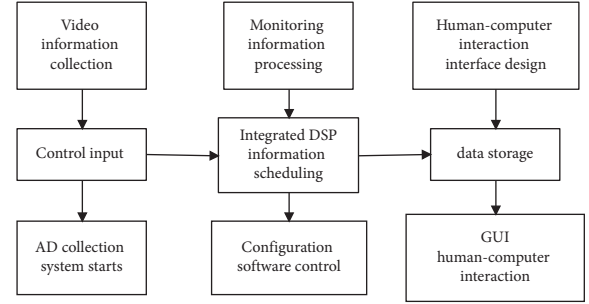 Video
information
collection
Monitoring
information
processing
Human-computer
interaction
interface design
Control input
Integrated DSP
information
scheduling
data storage
AD collection
system starts
Configuration
software control
GUI
human-computer
interaction